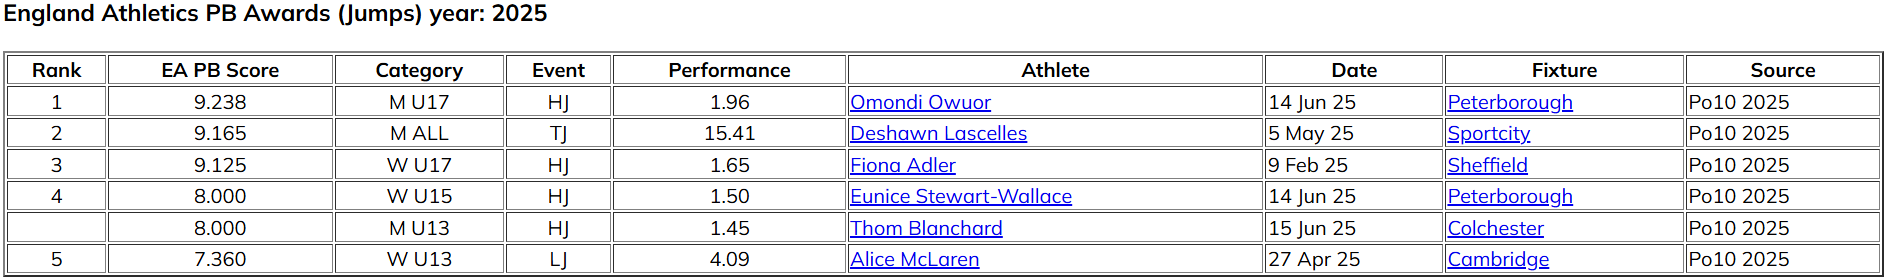 England Athletics PB Awards (Jumps) year: 2025
Rank EA PB Score Category Event Performance Athlete Date Fixture Source
1 9.238 M U17 HJ 1.96 Omondi Owuor 14 Jun 25 Peterborough Po10 2025
2 9.165 M ALL TJ 15.41 Deshawn Lascelles 5 May 25 Sportcity Po10 2025
3 9.125 W U17 HJ 1.65 Fiona Adler 9 Feb 25 Sheffield Po10 2025
4 8.000 W U15 HJ 1.50 Eunice Stewart-Wallace 14 Jun 25 Peterborough Po10 2025
8.000 M U13 HJ 1.45 Thom Blanchard 15 Jun 25 Colchester Po10 2025
5 7.360 W U13 LJ 4.09 Alice McLaren 27 Apr 25 Cambridge Po10 2025